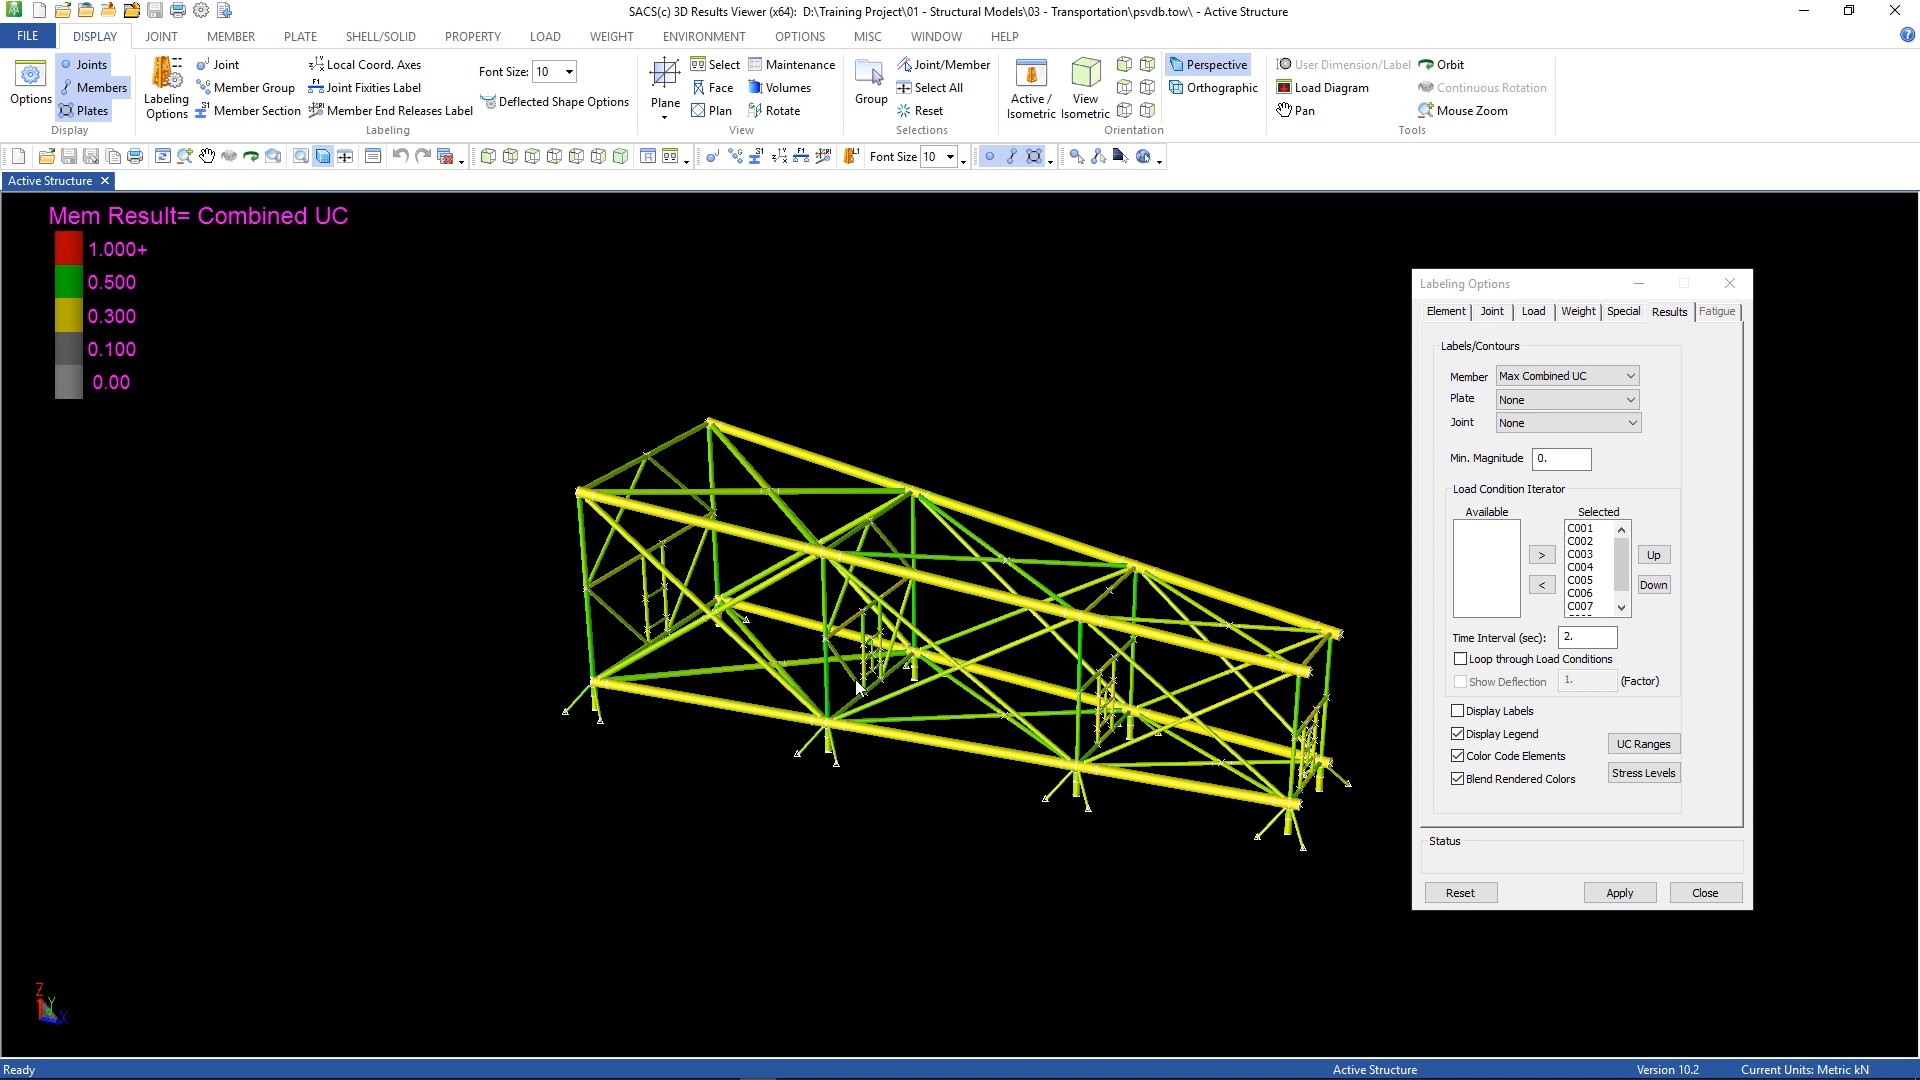 SACS(c) 3D Results Viewer (x64):  D:\Training Project\01 - Structural Models\03 - Transportation\psvdb.tow\ - Active Structure
FILE DISPLAY JOINT MEMBER PLATE SHELL/SOLID PROPERTY LOAD WEIGHT ENVIRONMENT OPTIONS MISC WINDOW HELP
Options
Joints
Members
Plates
Display
Labeling
Options
Joint
Member Group
Member Section
Local Coord. Axes
Joint Fixities Label
Member End Releases Label
Font Size: 10
Deflected Shape Options
Labeling
Plane
Select
Face
Plan
Maintenance
Volumes
Rotate
View
Group
Joint/Member
Select All
Reset
Selections
Active /
Isometric
View
Isometric
Perspective
Orthographic
Orientation
User Dimension/Label
Load Diagram
Pan
Orbit
Continuous Rotation
Mouse Zoom
Tools
Font Size 10
Active Structure
Mem Result= Combined UC
1.000+
0.500
0.300
0.100
0.00
Z
Y
X
Labeling Options
Element Joint Load Weight Special Results Fatigue
Labels/Contours
Member Max Combined UC
Plate None
Joint None
Min. Magnitude 0.
Load Condition Iterator
Available Selected
C001
C002
C003
C004
C005
C006
C007
>
<
Up
Down
Time Interval (sec): 2.
Loop through Load Conditions
Show Deflection 1. (Factor)
Display Labels
Display Legend
UC Ranges
Color Code Elements
Stress Levels
Blend Rendered Colors
Status
Reset Apply Close
Ready Active Structure Version 10.2 Current Units: Metric kN